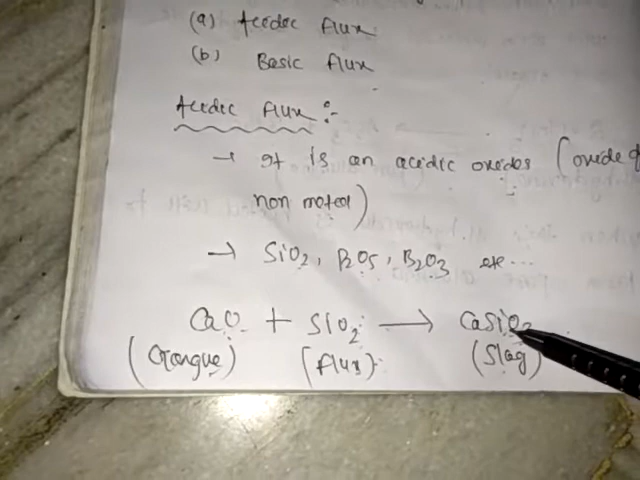 (a) Acidic flux
(b) Basic flux
Acidic flux :-
→ It is an acidic oxides (oxide of
non metal)
→ SiO2, P2O5, B2O3 etc...
CaO + SiO2 → CaSiO3
(Gangue) (flux) (Slag)